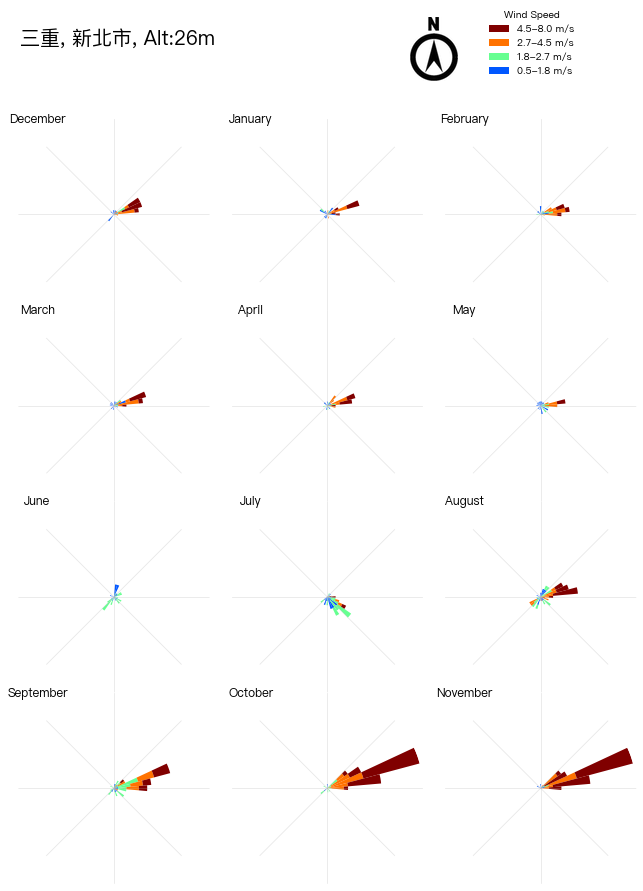 三重, 新北市, Alt:26m
N
Wind Speed
4.5–8.0 m/s
2.7–4.5 m/s
1.8–2.7 m/s
0.5–1.8 m/s
December
January
February
March
April
May
June
July
August
September
October
November